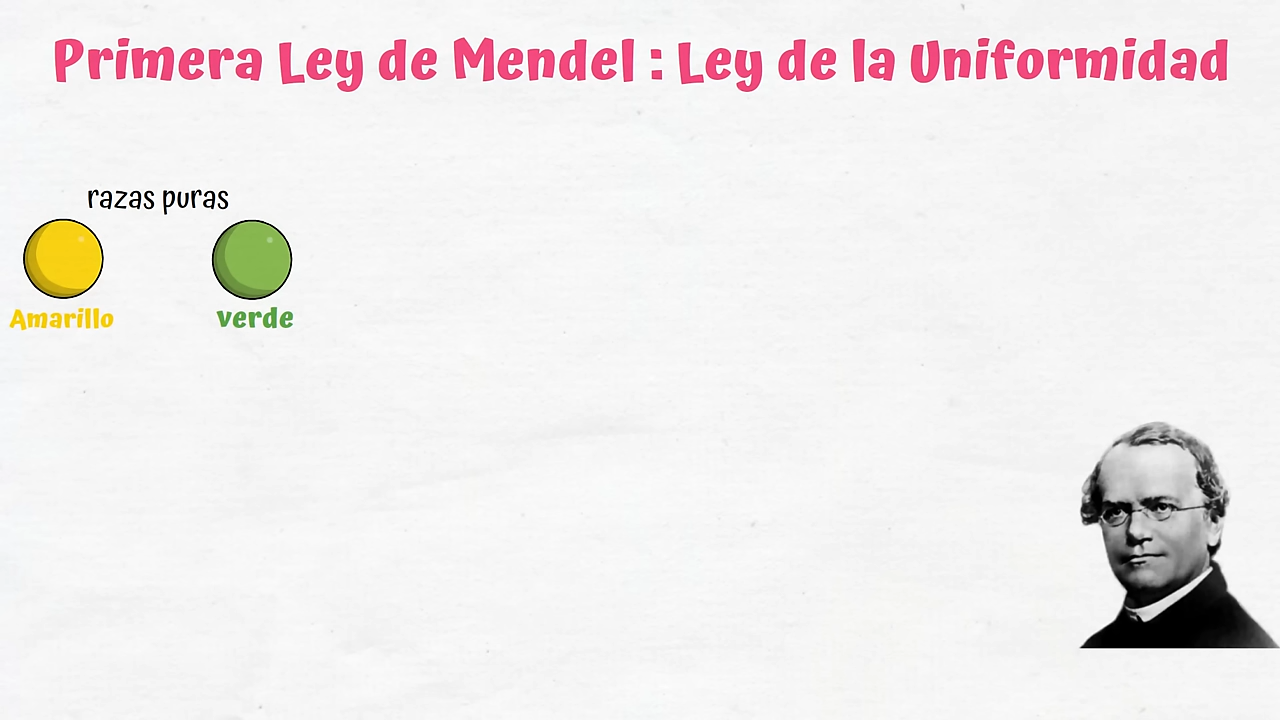 Primera Ley de Mendel : Ley de la Uniformidad
razas puras
Amarillo
verde